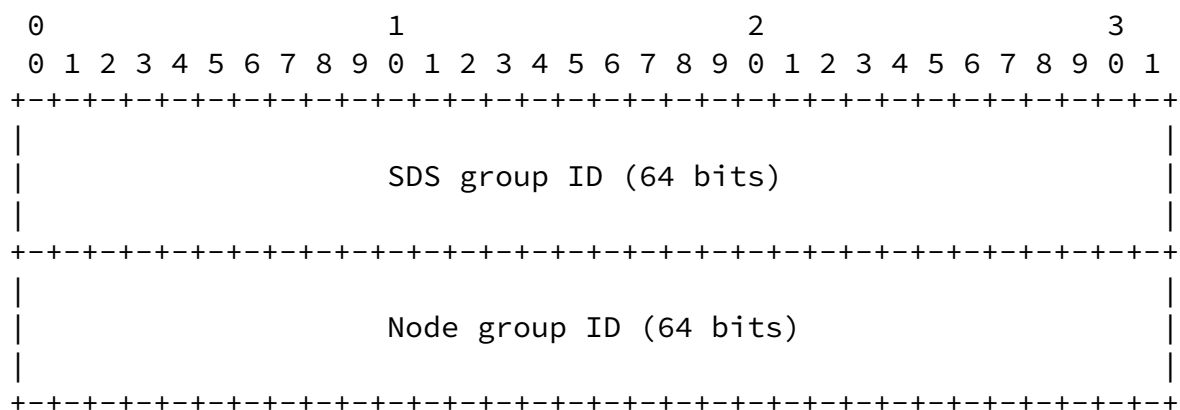 0                   1                   2                   3
 0 1 2 3 4 5 6 7 8 9 0 1 2 3 4 5 6 7 8 9 0 1 2 3 4 5 6 7 8 9 0 1
+-+-+-+-+-+-+-+-+-+-+-+-+-+-+-+-+-+-+-+-+-+-+-+-+-+-+-+-+-+-+-+-+
|                                                               |
|                    SDS group ID (64 bits)                     |
|                                                               |
+-+-+-+-+-+-+-+-+-+-+-+-+-+-+-+-+-+-+-+-+-+-+-+-+-+-+-+-+-+-+-+-+
|                                                               |
|                    Node group ID (64 bits)                    |
|                                                               |
+-+-+-+-+-+-+-+-+-+-+-+-+-+-+-+-+-+-+-+-+-+-+-+-+-+-+-+-+-+-+-+-+